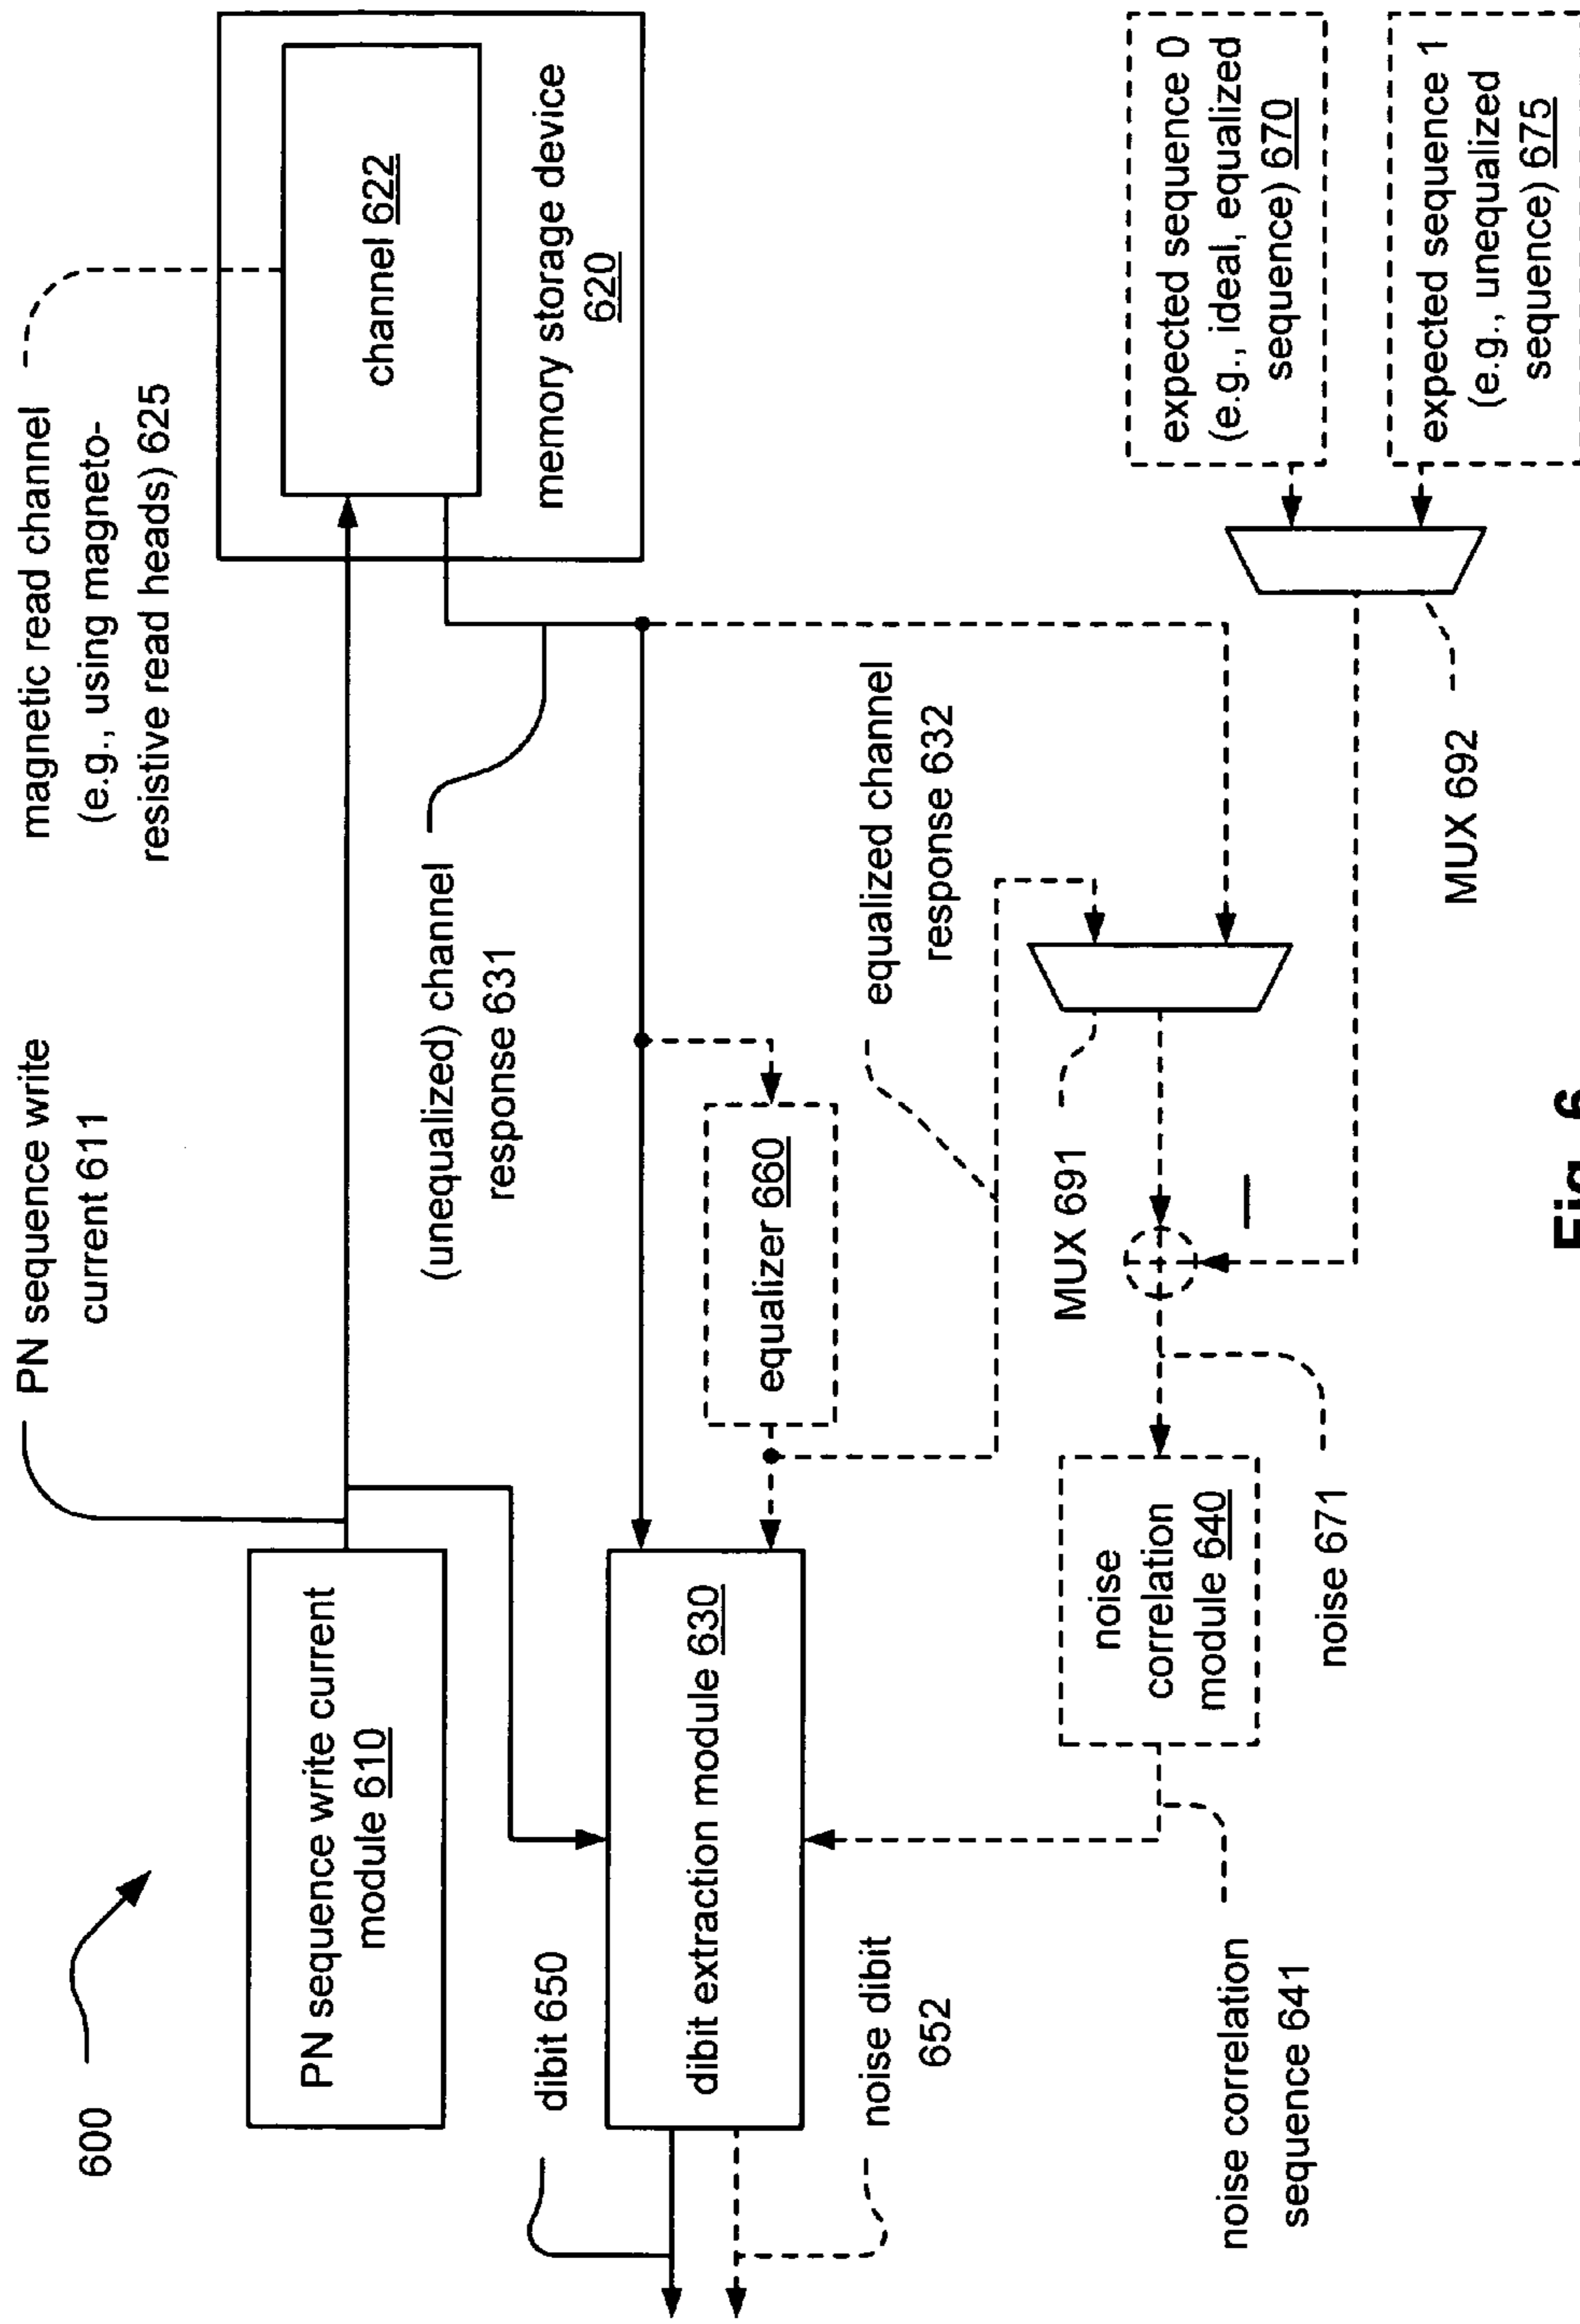 600
PN sequence write
current 611
magnetic read channel
(e.g., using magneto-
resistive read heads) 625
PN sequence write current
module 610
channel 622
memory storage device
620
(unequalized) channel
response 631
dibit 650
dibit extraction module 630
noise dibit
652
equalizer 660
equalized channel
response 632
noise
correlation
module 640
MUX 691
–
noise 671
noise correlation
sequence 641
MUX 692
expected sequence 0
(e.g., ideal, equalized
sequence) 670
expected sequence 1
(e.g., unequalized
sequence) 675
Fig. 6